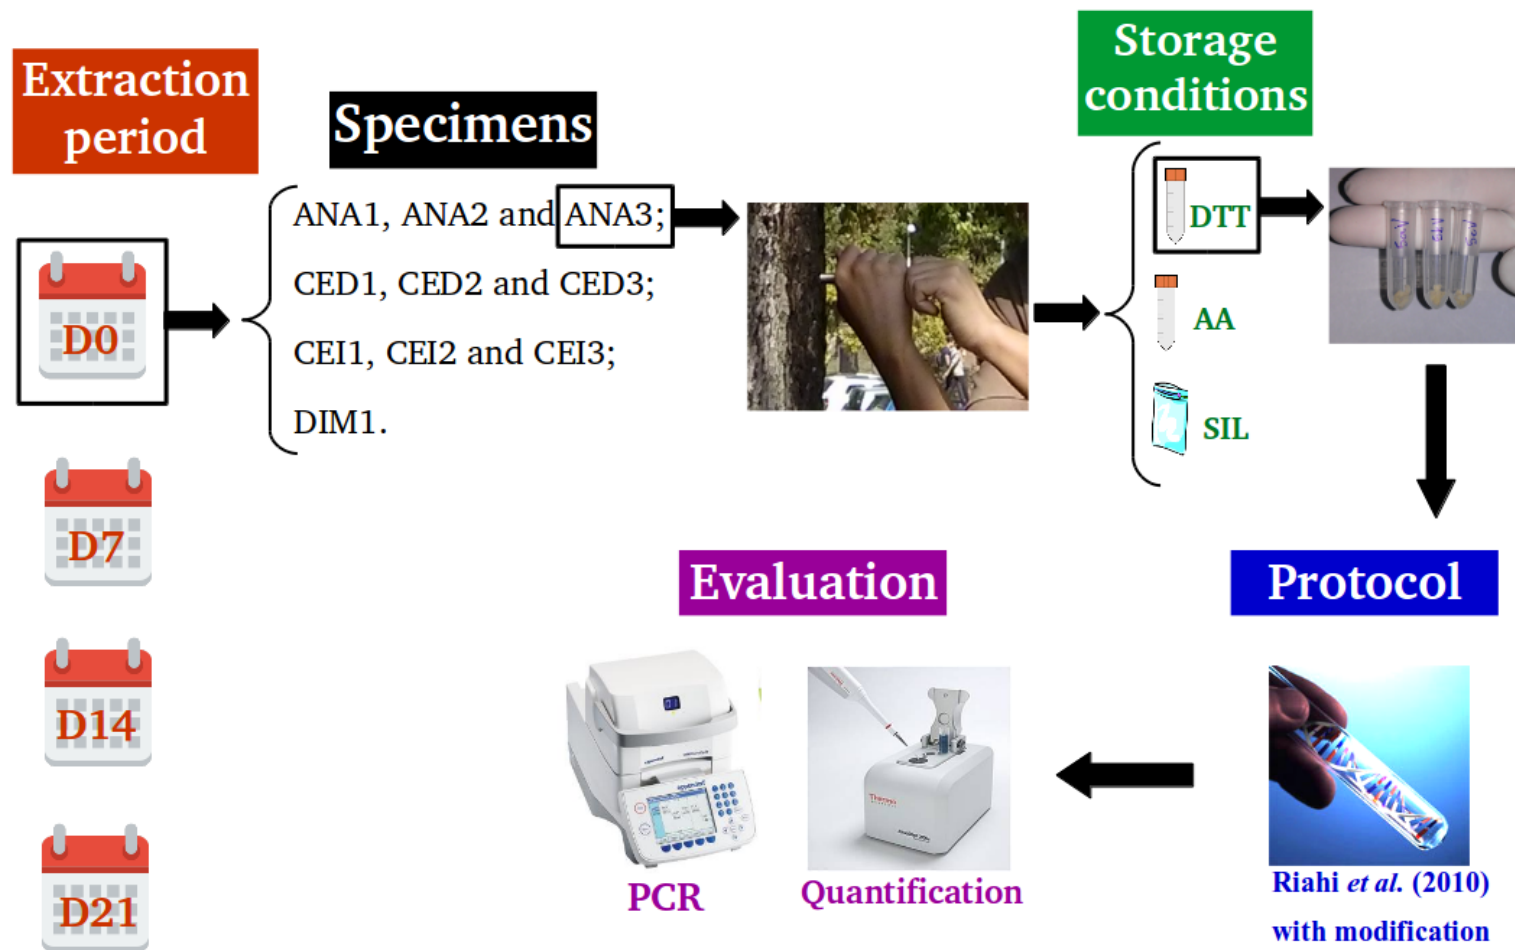 Extraction
period
Specimens
Storage
conditions
ANA1, ANA2 and ANA3;
CED1, CED2 and CED3;
CEI1, CEI2 and CEI3;
DIM1.
D0
D7
D14
D21
DTT
AA
SIL
Evaluation
Protocol
PCR
Quantification
Riahi et al. (2010)
with modification